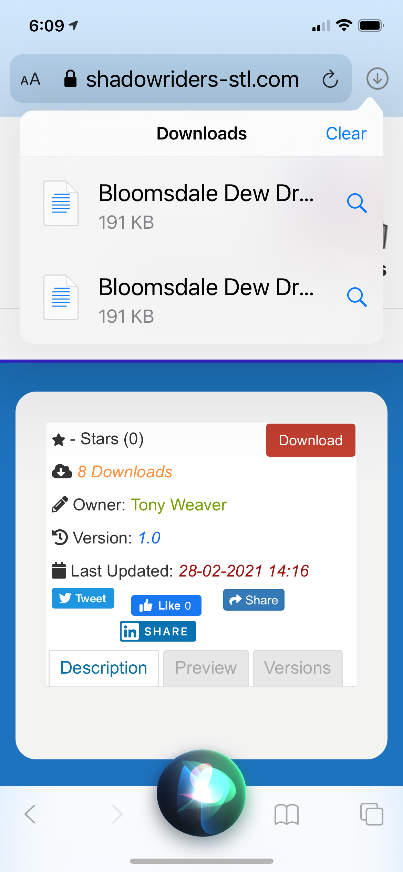 6:09
AA shadowriders-stl.com
Downloads Clear
Bloomsdale Dew Dr...
191 KB
Bloomsdale Dew Dr...
191 KB
- Stars (0) Download
8 Downloads
Owner: Tony Weaver
Version: 1.0
Last Updated: 28-02-2021 14:16
Tweet Like 0 Share
in SHARE
Description Preview Versions